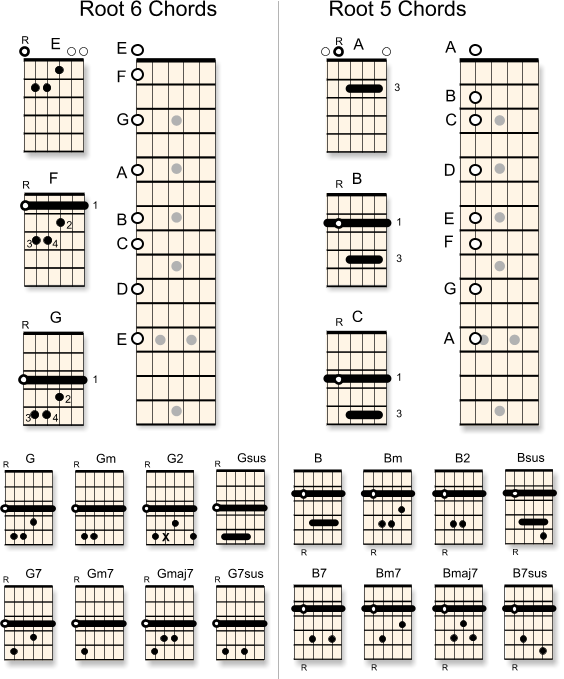 Root 6 Chords
R E
1
F
R
1
2
3 4
G
R
1
2
3 4
E
F
G
A
B
C
D
E
G
R
Gm
R
G2
R
X
Gsus
R
G7
R
Gm7
R
Gmaj7
R
G7sus
R
Root 5 Chords
R A
3
B
R
1
3
C
R
1
3
A
B
C
D
E
F
G
A
B
R
Bm
R
B2
R
Bsus
R
B7
R
Bm7
R
Bmaj7
R
B7sus
R